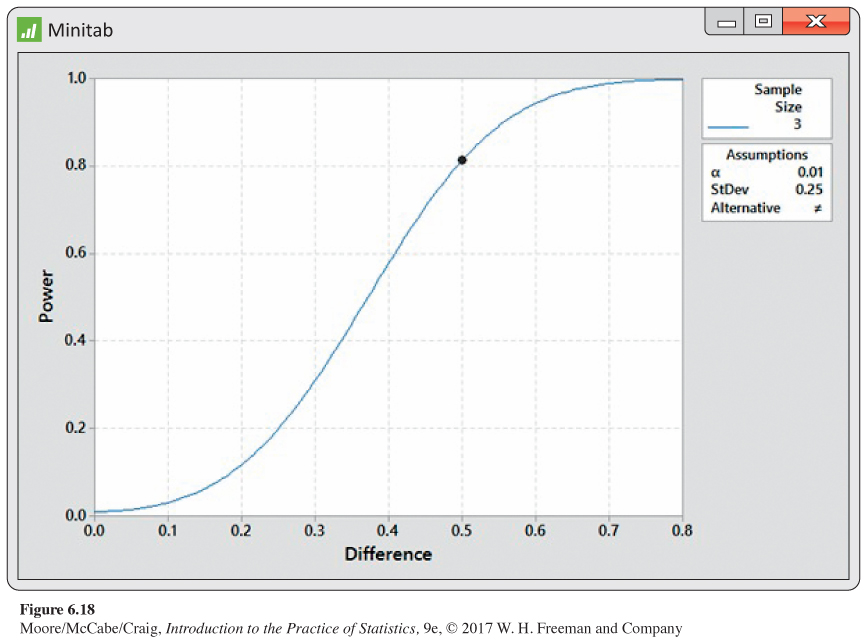 Minitab
1.0
0.8
0.6
0.4
0.2
0.0
Power
0.0 0.1 0.2 0.3 0.4 0.5 0.6 0.7 0.8
Difference
Sample
Size
3
Assumptions
α 0.01
StDev 0.25
Alternative ≠
Figure 6.18
Moore/McCabe/Craig, Introduction to the Practice of Statistics, 9e, © 2017 W. H. Freeman and Company